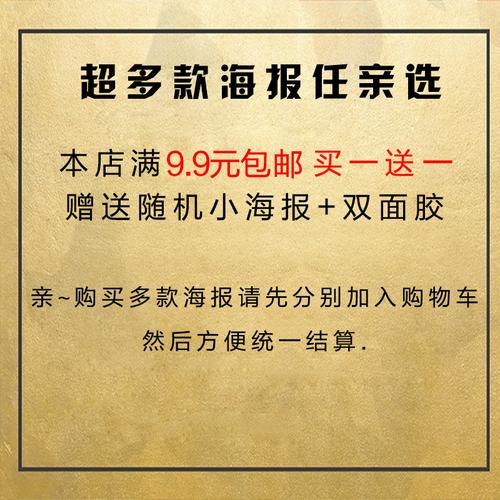 超多款海报任亲选
本店满9.9元包邮 买一送一
赠送随机小海报+双面胶
亲~购买多款海报请先分别加入购物车
然后方便统一结算.